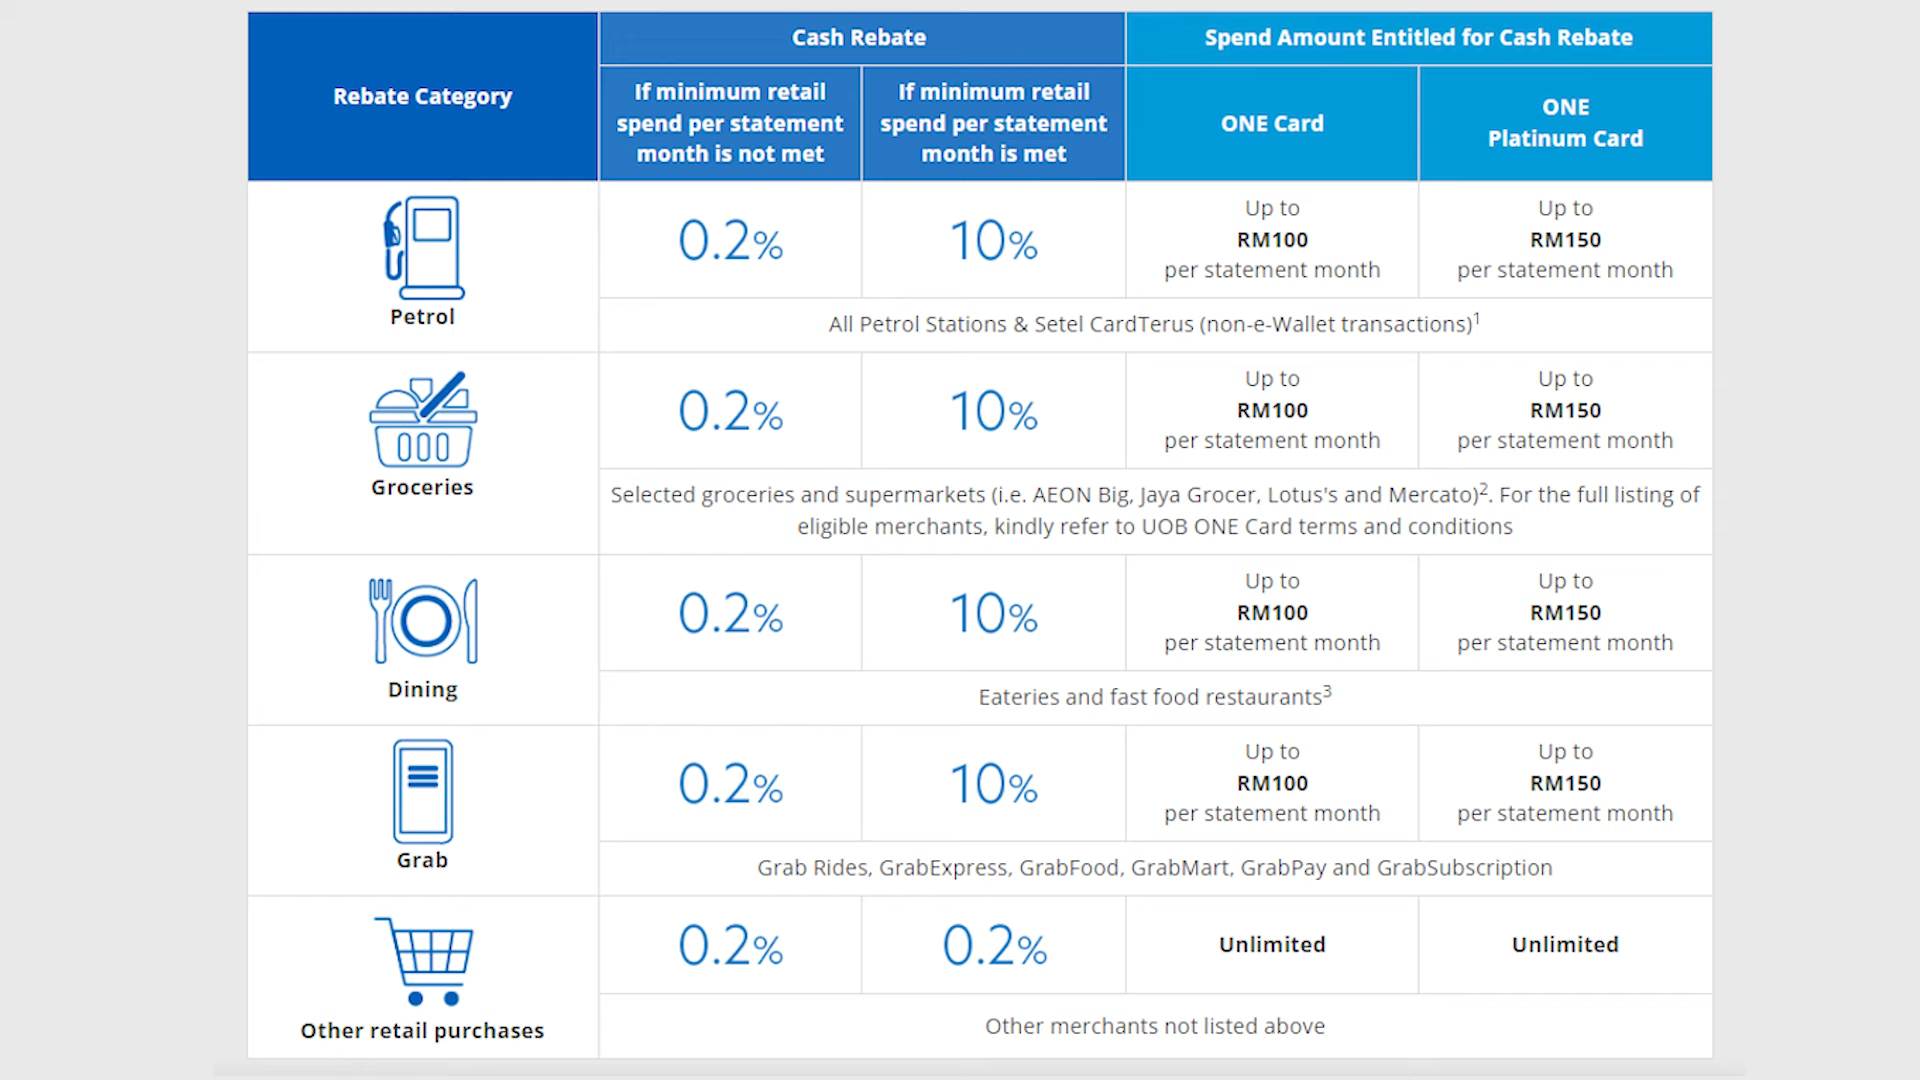 Rebate Category
Cash Rebate
Spend Amount Entitled for Cash Rebate
If minimum retail
spend per statement
month is not met
If minimum retail
spend per statement
month is met
ONE Card
ONE
Platinum Card
Petrol
0.2%
10%
Up to
RM100
per statement month
Up to
RM150
per statement month
All Petrol Stations & Setel CardTerus (non-e-Wallet transactions)1
Groceries
0.2%
10%
Up to
RM100
per statement month
Up to
RM150
per statement month
Selected groceries and supermarkets (i.e. AEON Big, Jaya Grocer, Lotus's and Mercato)2. For the full listing of
eligible merchants, kindly refer to UOB ONE Card terms and conditions
Dining
0.2%
10%
Up to
RM100
per statement month
Up to
RM150
per statement month
Eateries and fast food restaurants3
Grab
0.2%
10%
Up to
RM100
per statement month
Up to
RM150
per statement month
Grab Rides, GrabExpress, GrabFood, GrabMart, GrabPay and GrabSubscription
Other retail purchases
0.2%
0.2%
Unlimited
Unlimited
Other merchants not listed above